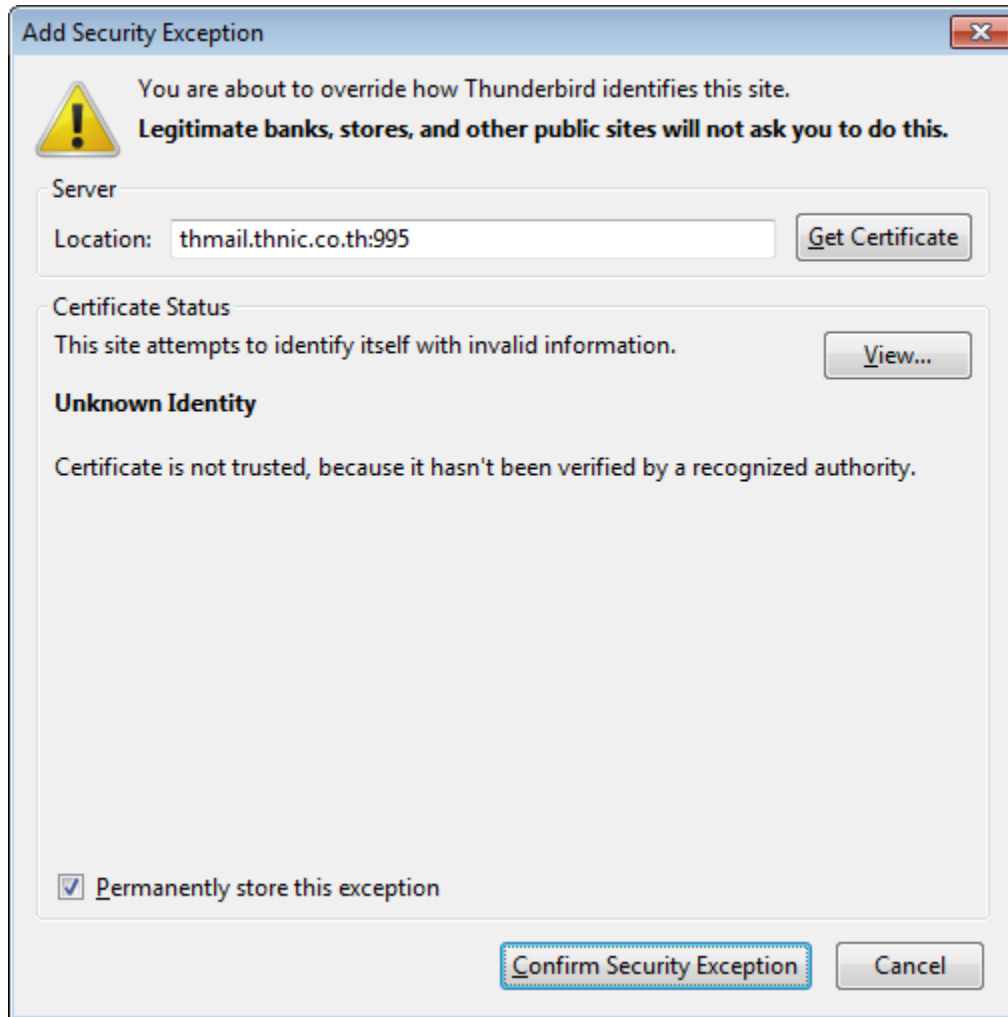 Add Security Exception
You are about to override how Thunderbird identifies this site.
Legitimate banks, stores, and other public sites will not ask you to do this.
Server
Location: thmail.thnic.co.th:995 Get Certificate
Certificate Status
This site attempts to identify itself with invalid information.
View...
Unknown Identity
Certificate is not trusted, because it hasn't been verified by a recognized authority.
Permanently store this exception
Confirm Security Exception Cancel